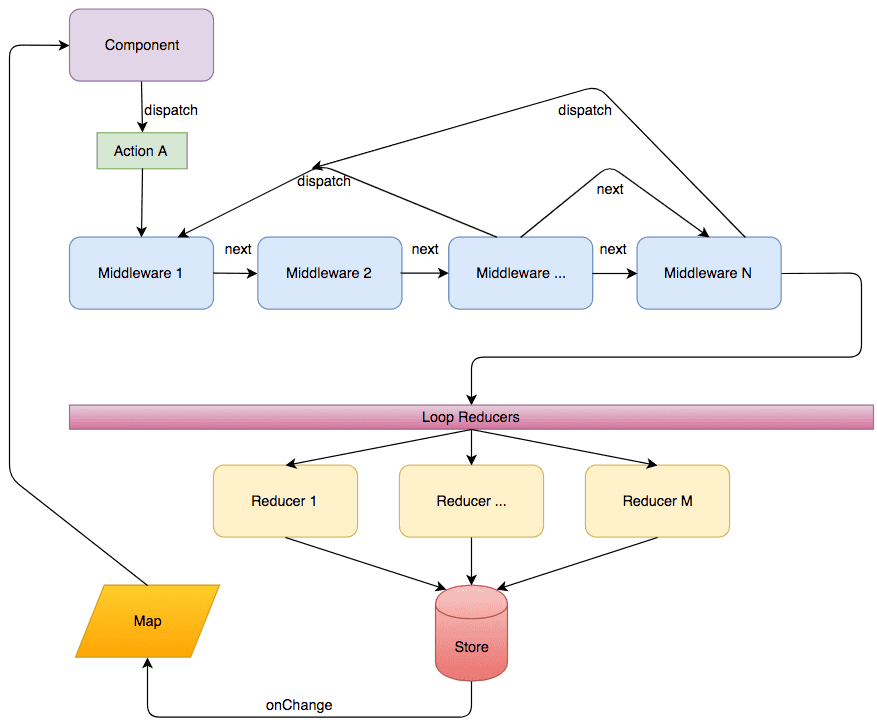 Component
dispatch
Action A
dispatch
dispatch
next
next
next
next
Middleware 1
Middleware 2
Middleware ...
Middleware N
Loop Reducers
Reducer 1
Reducer ...
Reducer M
Map
Store
onChange